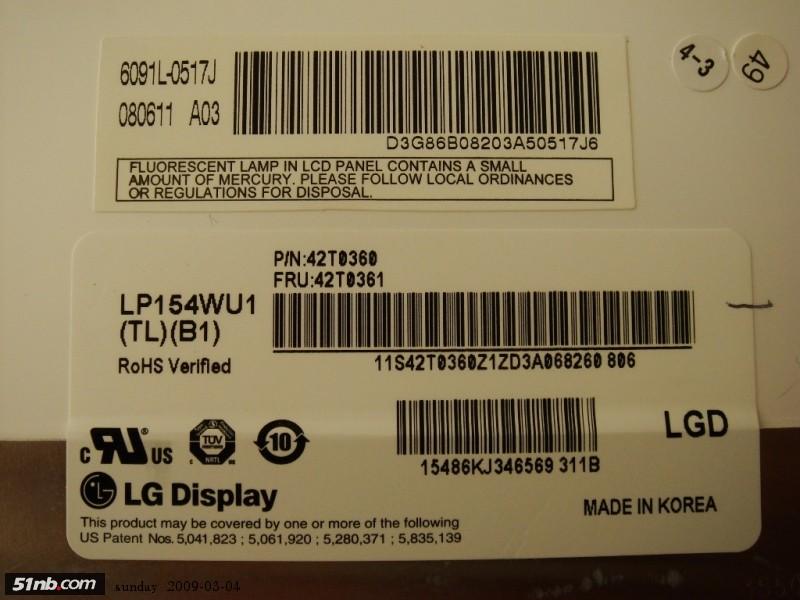 6091L-0517J
080611 A03
D3G86B08203A50517J6
FLUORESCENT LAMP IN LCD PANEL CONTAINS A SMALL
AMOUNT OF MERCURY. PLEASE FOLLOW LOCAL ORDINANCES
OR REGULATIONS FOR DISPOSAL.
4-3
49
P/N:42T0360
FRU:42T0361
LP154WU1
(TL)(B1)
RoHS Verified
11S42T0360Z1ZD3A068260 806
c RU ® US
TUV
C NRTL
10
15486KJ346569 311B
LGD
LG Display
MADE IN KOREA
This product may be covered by one or more of the following
US Patent Nos. 5,041,823 ; 5,061,920 ; 5,280,371 ; 5,835,139
51nb.com sunday 2009-03-04